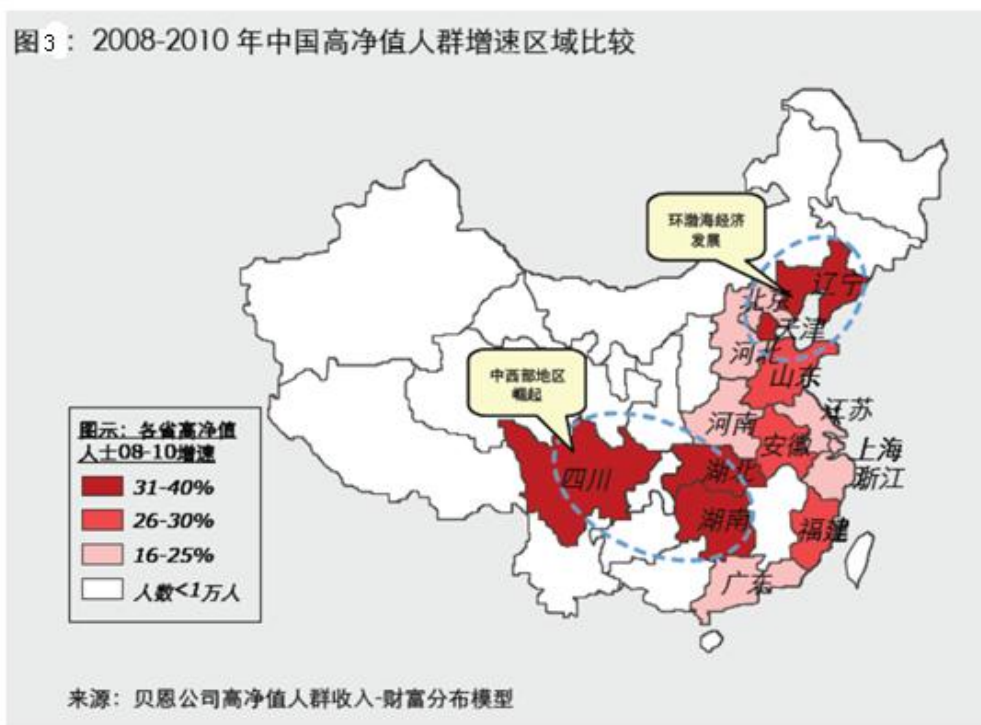 图3：2008-2010 年中国高净值人群增速区域比较
环渤海经济
发展
辽宁
北京
天津
河北
中西部地区
崛起
山东
江苏
河南
安徽
上海
浙江
四川
湖北
湖南
福建
广东
图示：各省高净值
人士08-10增速
31-40%
26-30%
16-25%
人数<1万人
来源：贝恩公司高净值人群收入-财富分布模型